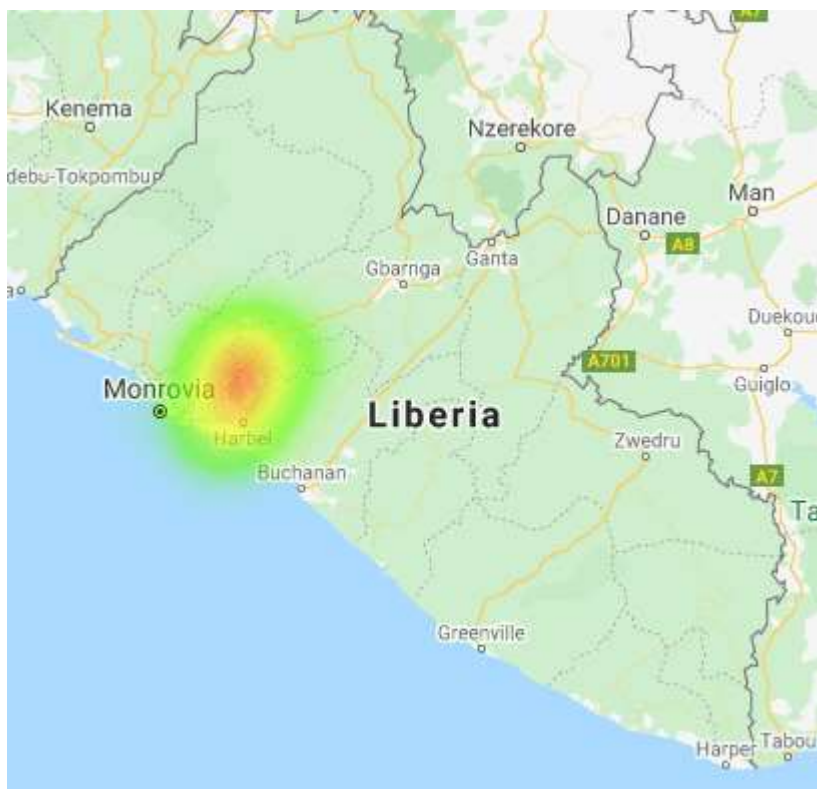 A7
Kenema
Nzerekore
debu-Tokpombu
Man
Danane
A8
Ganta
Gbarnga
a
Duekoué
A701
Guiglo
Monrovia
Liberia
Harbel
Zwedru
Buchanan
A7
Ta
Greenville
Harper
Tabou